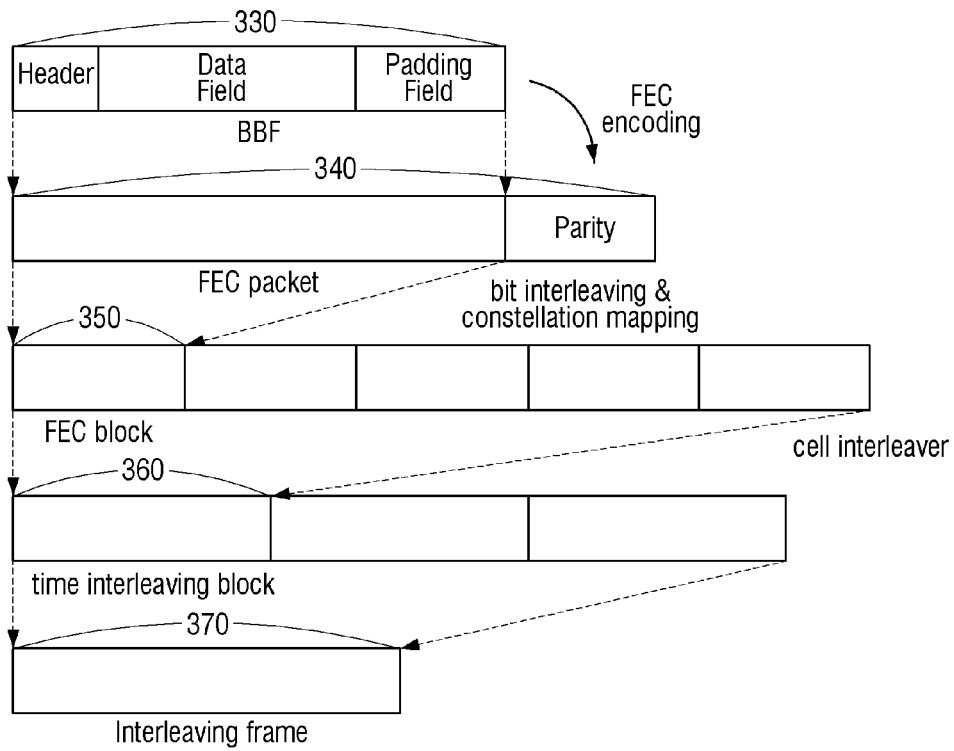 330
Header
Data
Field
Padding
Field
BBF
FEC
encoding
340
Parity
FEC packet
bit interleaving &
constellation mapping
350
FEC block
cell interleaver
360
time interleaving block
370
Interleaving frame